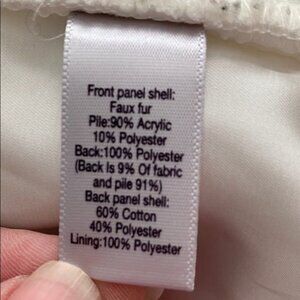 Front panel shell:
Faux fur
Pile:90% Acrylic
10% Polyester
Back:100% Polyester
(Back Is 9% Of fabric
and pile 91%)
Back panel shell:
60% Cotton
40% Polyester
Lining:100% Polyester